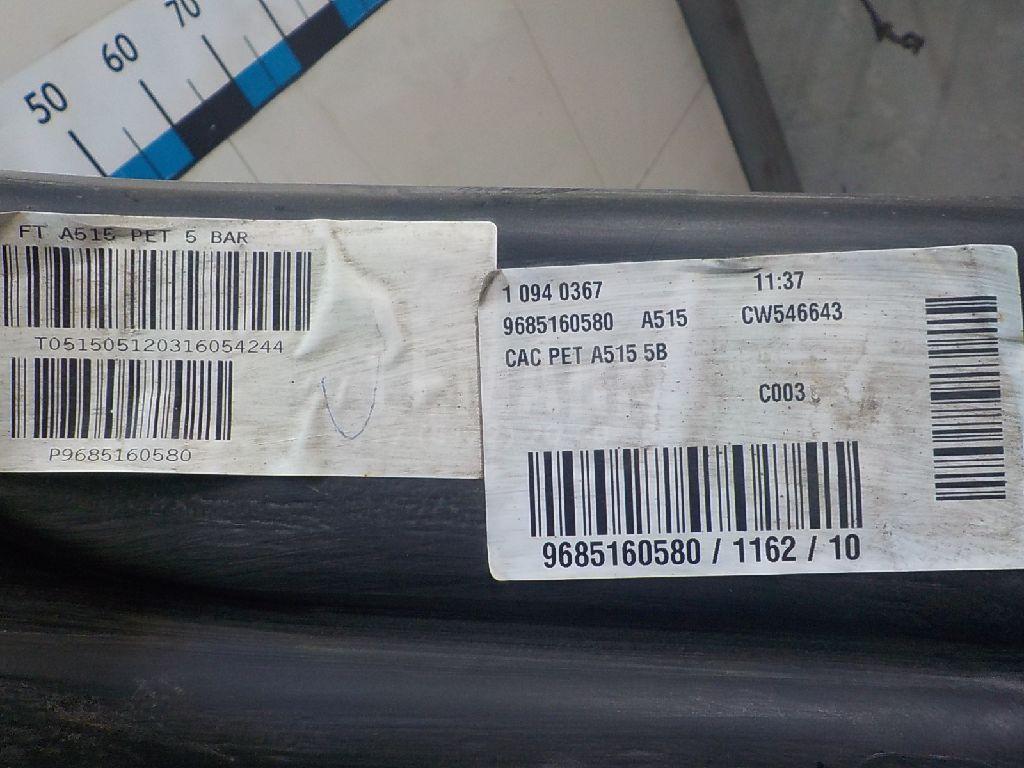 50
60
70
FT A515 PET 5 BAR
T051505120316054244
P9685160580
1 094 0367 11:37
9685160580 A515 CW546643
CAC PET A515 5B
C003
9685160580 / 1162 / 10